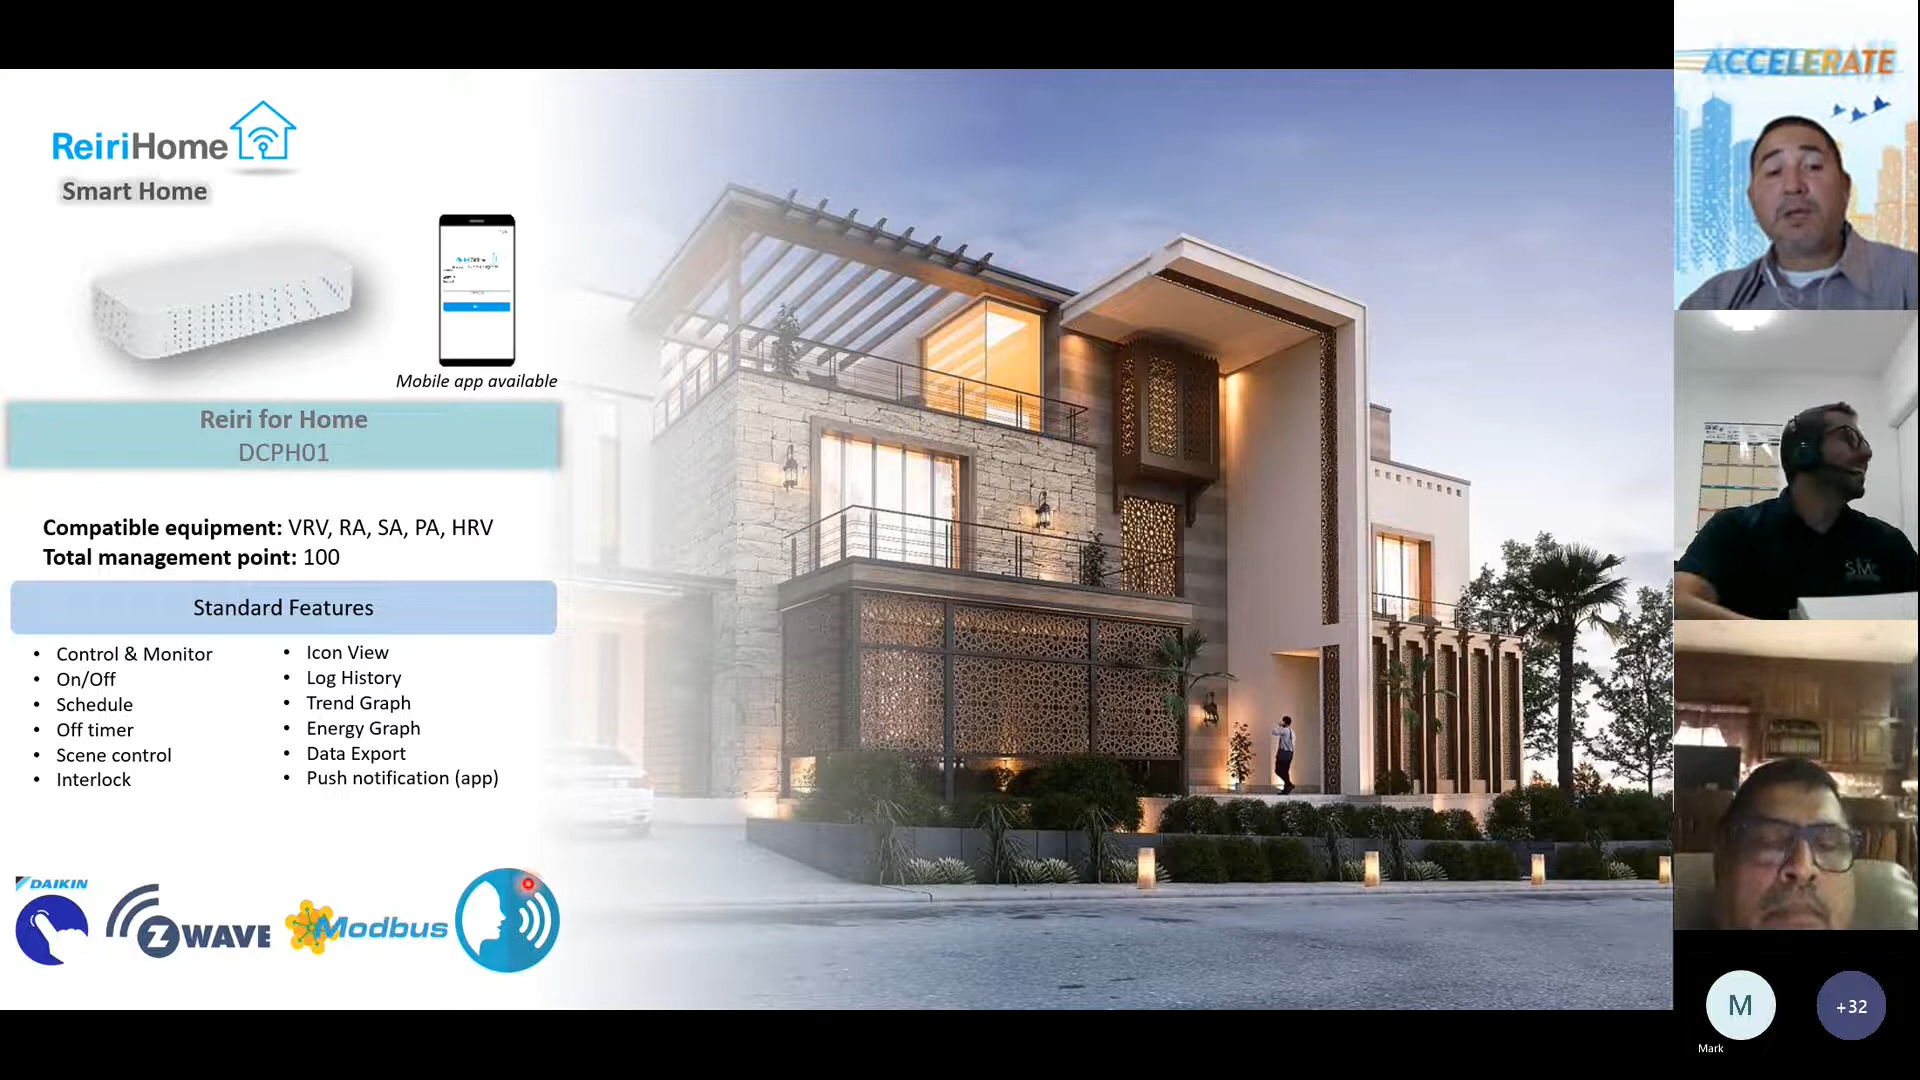 ReiriHome
Smart Home
Mobile app available
Reiri for Home
DCPH01
Compatible equipment: VRV, RA, SA, PA, HRV
Total management point: 100
Standard Features
• Control & Monitor
• On/Off
• Schedule
• Off timer
• Scene control
• Interlock
• Icon View
• Log History
• Trend Graph
• Energy Graph
• Data Export
• Push notification (app)
DAIKIN
Z WAVE
Modbus
ACCELERATE
M
Mark
+32